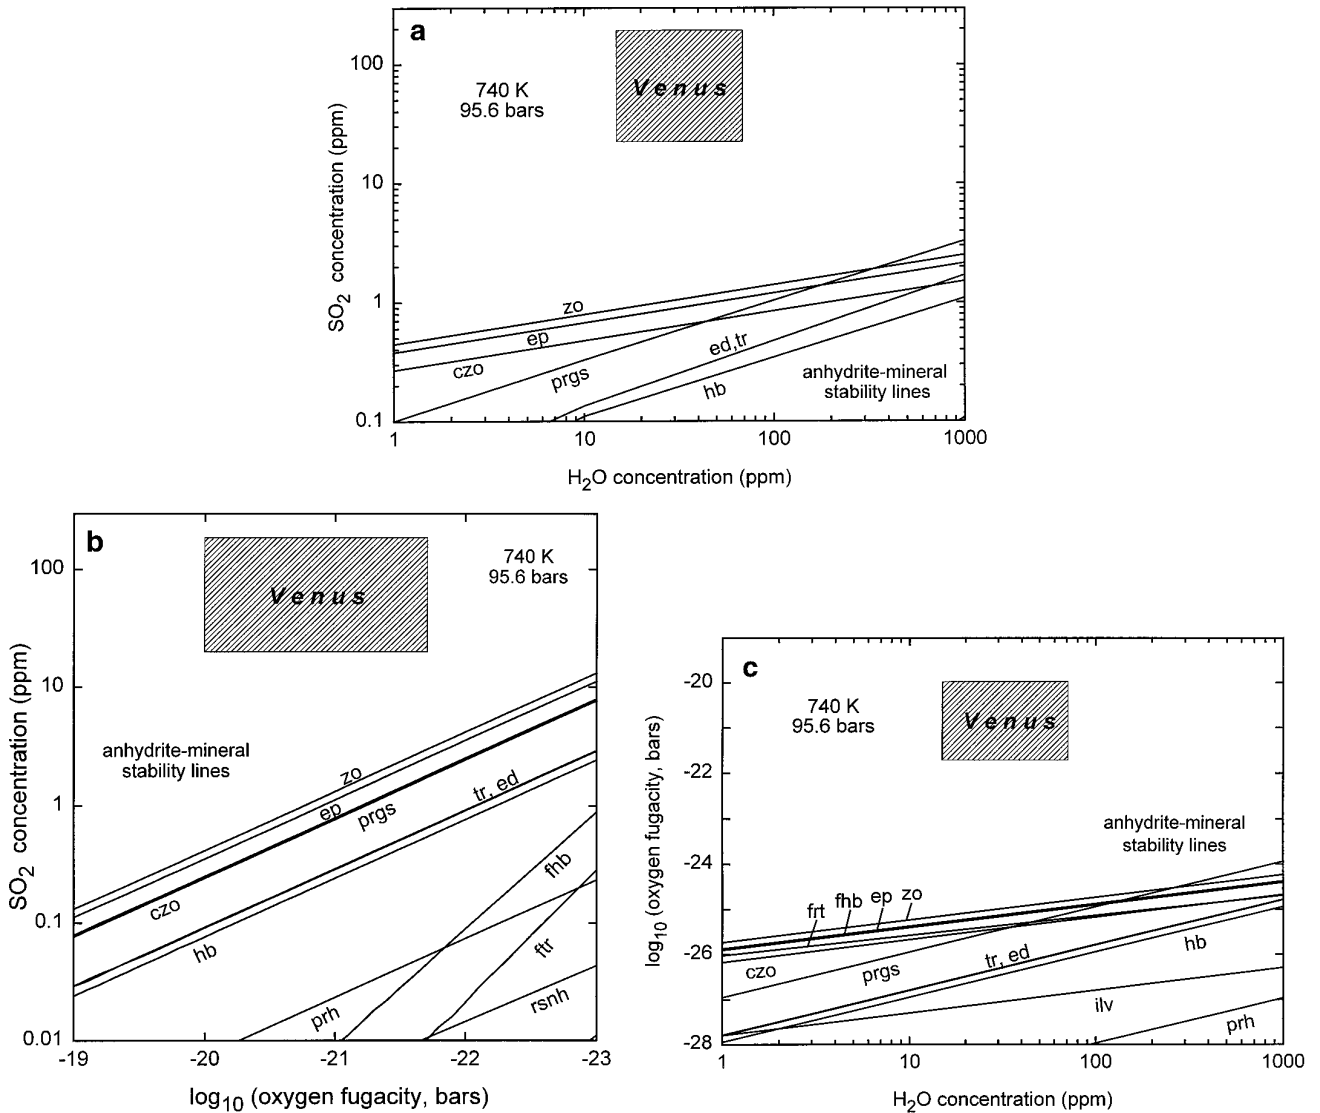 a
740 K
95.6 bars
Venus
SO2 concentration (ppm)
100
10
1
0.1
zo
ep
czo
prgs
ed,tr
hb
anhydrite-mineral
stability lines
1
10
100
1000
H2O concentration (ppm)
b
740 K
95.6 bars
Venus
SO2 concentration (ppm)
100
10
1
0.1
0.01
anhydrite-mineral
stability lines
zo
ep
prgs
tr, ed
czo
hb
fhb
ftr
prh
rsnh
-19
-20
-21
-22
-23
log10 (oxygen fugacity, bars)
c
740 K
95.6 bars
Venus
log10 (oxygen fugacity, bars)
-20
-22
-24
-26
-28
anhydrite-mineral
stability lines
frt
fhb
ep
zo
czo
prgs
tr, ed
hb
ilv
prh
1
10
100
1000
H2O concentration (ppm)